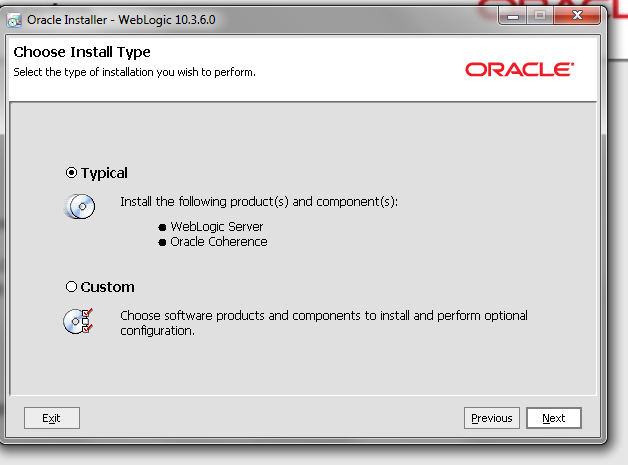 Oracle Installer - WebLogic 10.3.6.0
Choose Install Type
Select the type of installation you wish to perform.
ORACLE
Typical
Install the following product(s) and component(s):
WebLogic Server
Oracle Coherence
Custom
Choose software products and components to install and perform optional
configuration.
Exit
Previous
Next